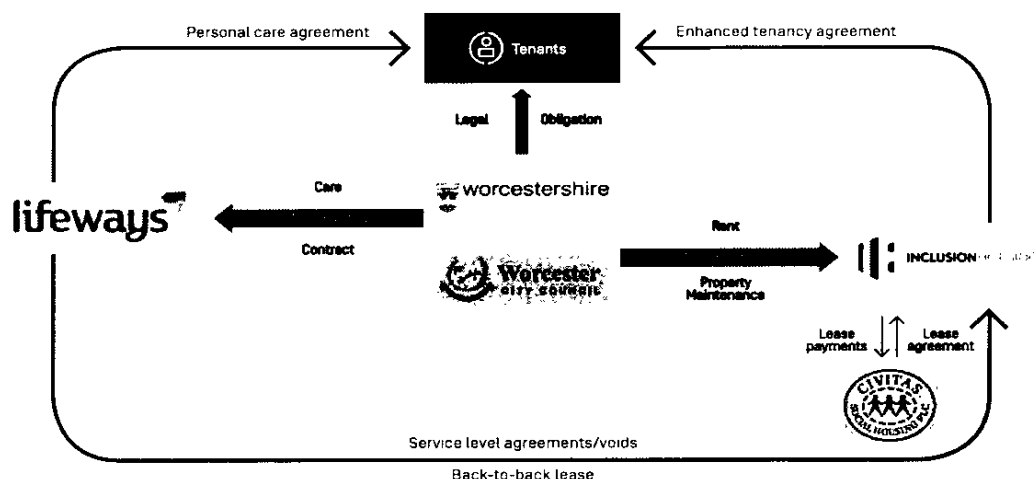 Personal care agreement
Tenants
Enhanced tenancy agreement
Legal
Obligation
Care
worcestershire
lifeways
Contract
Rent
Worcester
CITY COUNCIL
INCLUSION
Property
Maintenance
Lease
payments
Lease
agreement
CIVITAS
SOCIAL HOUSING PLC
Service level agreements/voids
Back-to-back lease